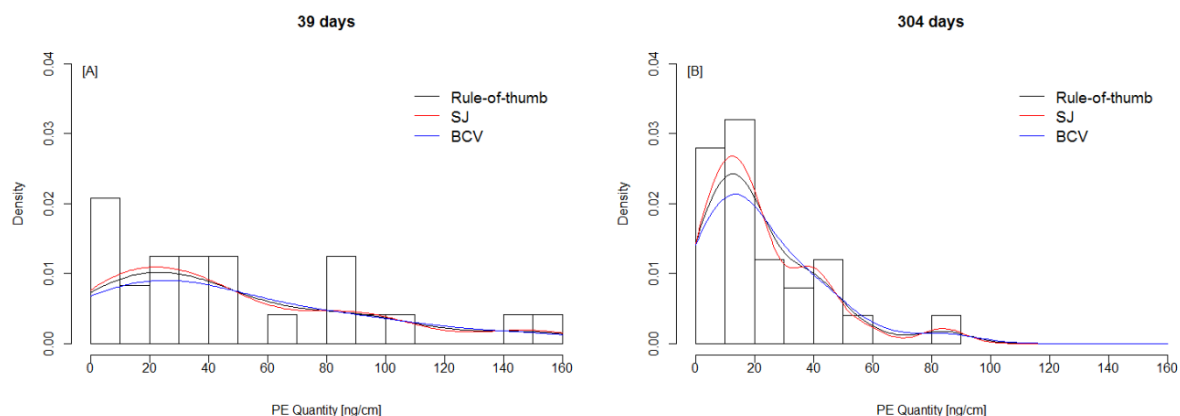 39 days
[A]
Rule-of-thumb
SJ
BCV
Density
0.00
0.01
0.02
0.03
0.04
0 20 40 60 80 100 120 140 160
PE Quantity [ng/cm]
304 days
[B]
Rule-of-thumb
SJ
BCV
Density
0.00
0.01
0.02
0.03
0.04
0 20 40 60 80 100 120 140 160
PE Quantity [ng/cm]